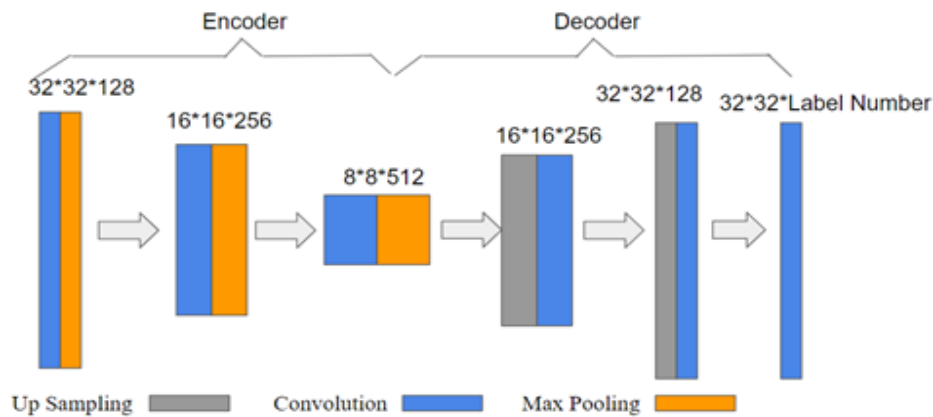 Encoder
Decoder
32*32*128
16*16*256
8*8*512
16*16*256
32*32*128
32*32*Label Number
Up Sampling
Convolution
Max Pooling